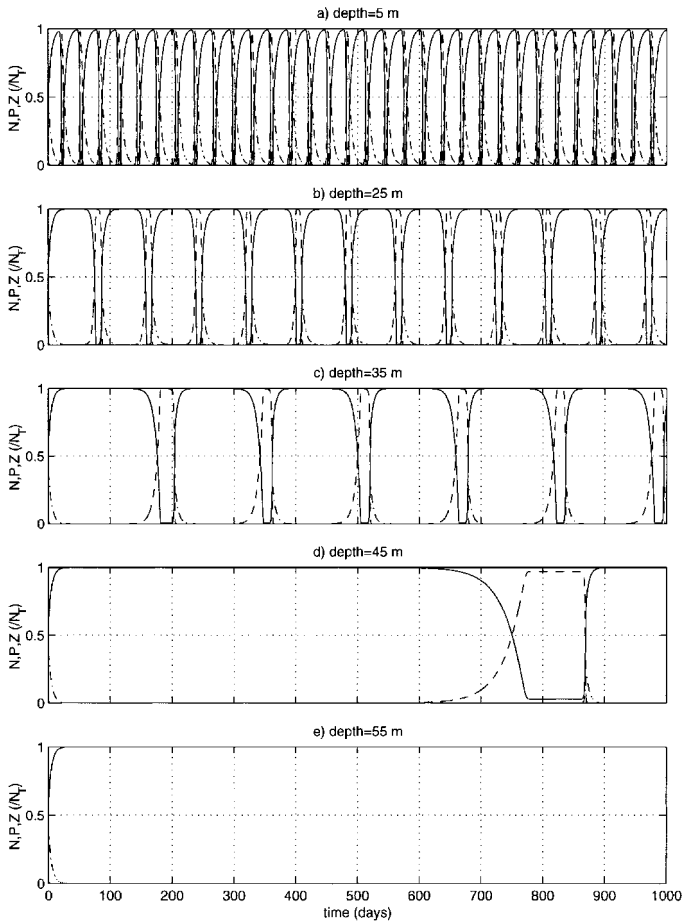 a) depth=5 m
1
0.5
0
N,P,Z (/N_T)
b) depth=25 m
1
0.5
0
N,P,Z (/N_T)
c) depth=35 m
1
0.5
0
N,P,Z (/N_T)
d) depth=45 m
1
0.5
0
N,P,Z (/N_T)
e) depth=55 m
1
0.5
0
N,P,Z (/N_T)
0 100 200 300 400 500 600 700 800 900 1000
time (days)